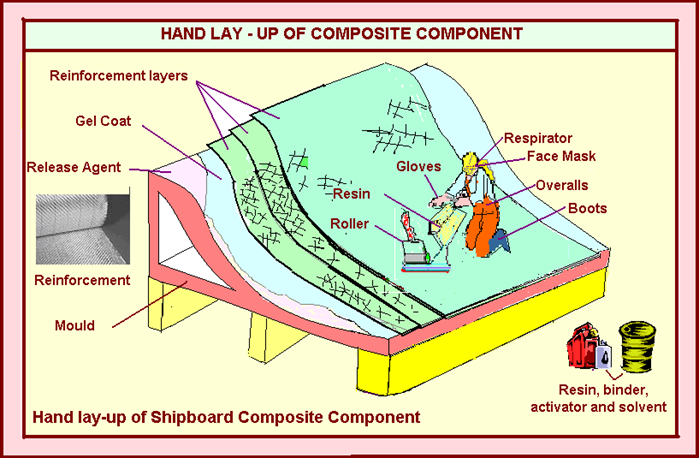 HAND LAY - UP OF COMPOSITE COMPONENT
Reinforcement layers
Gel Coat
Release Agent
Respirator
Face Mask
Gloves
Overalls
Resin
Boots
Roller
Reinforcement
Mould
Resin, binder,
activator and solvent
Hand lay-up of Shipboard Composite Component